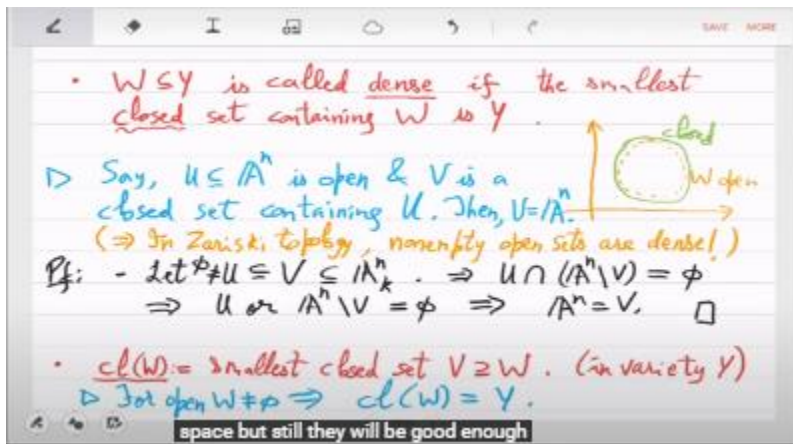 SAVE MORE
• W ⊆ Y is called dense if the smallest
closed set containing W is Y.
closed
W open
▷ Say, U ⊆ Aⁿ is open & V is a
closed set containing U. Then, V=Aⁿ.
(⇒ In Zariski topology, nonempty open sets are dense!)
Pf: - Let φ≠U ⊆ V ⊆ Aⁿₖ. ⇒ U ∩ (Aⁿ\V) = φ
⇒ U or Aⁿ\V = φ ⇒ Aⁿ = V. □
• cl(W) := smallest closed set V ⊇ W. (in variety Y)
▷ For open W≠φ ⇒ cl(W) = Y.
space but still they will be good enough